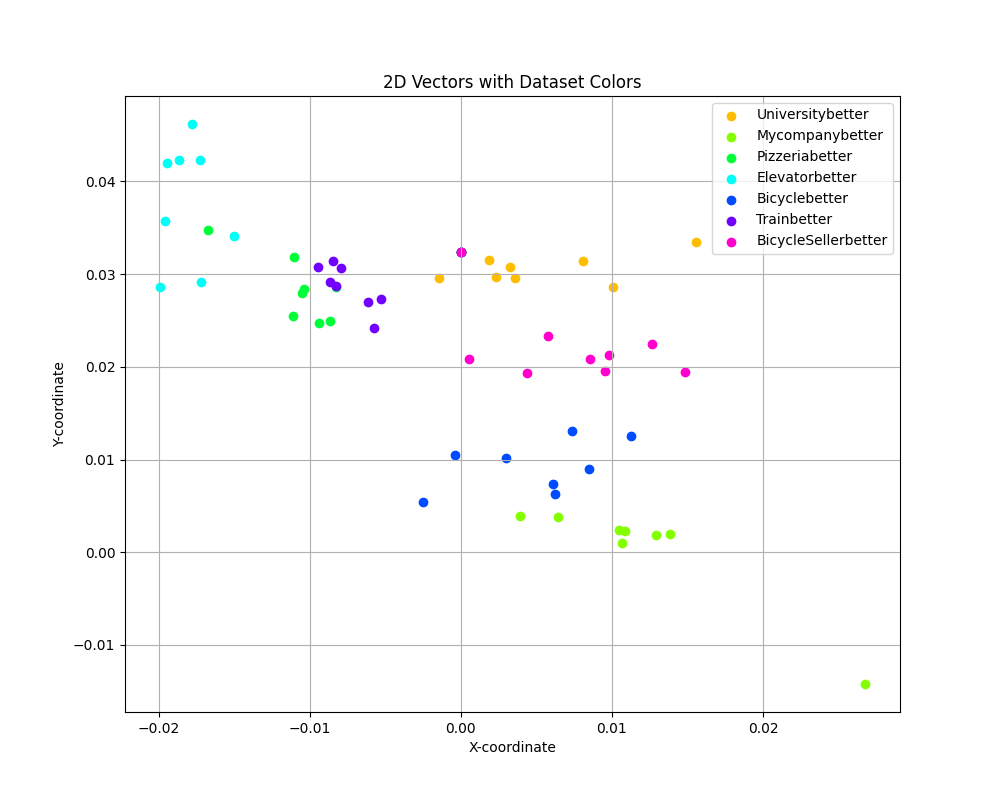 2D Vectors with Dataset Colors
Universitybetter
Mycompanybetter
Pizzeriabetter
Elevatorbetter
Bicyclebetter
Trainbetter
BicycleSellerbetter
0.04
0.03
0.02
0.01
0.00
−0.01
Y-coordinate
−0.02
−0.01
0.00
0.01
0.02
X-coordinate